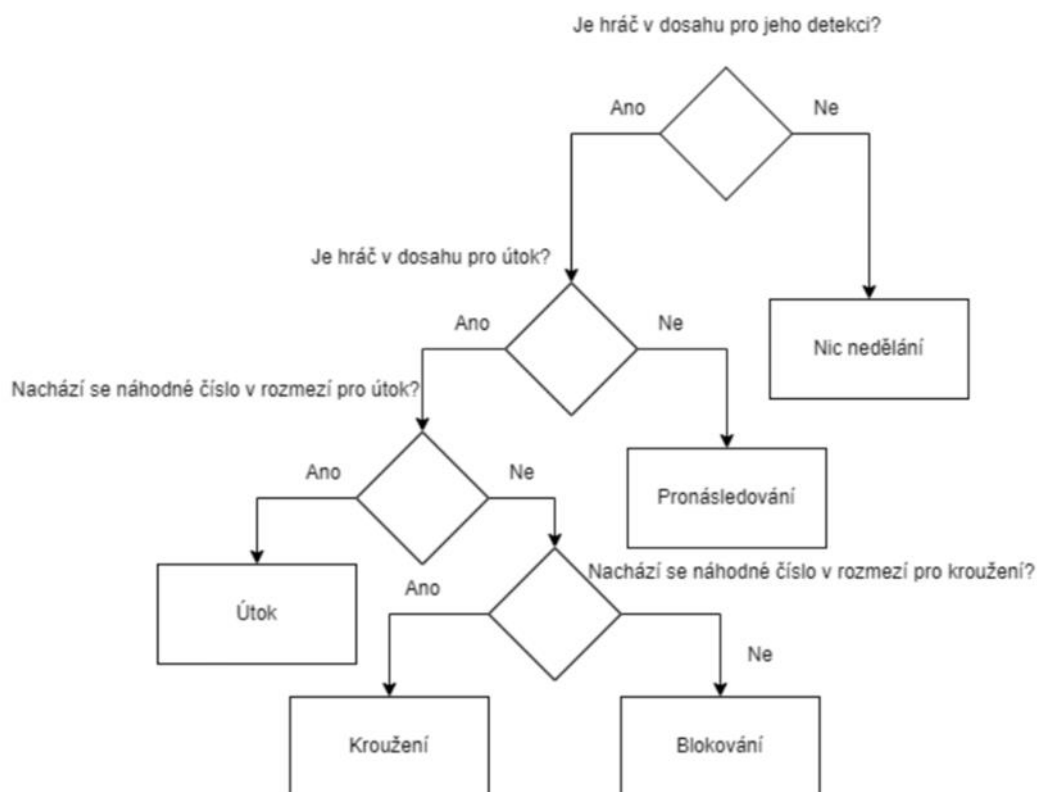 Je hráč v dosahu pro jeho detekci?
Ano
Ne
Je hráč v dosahu pro útok?
Ano
Ne
Nic nedělání
Nachází se náhodné číslo v rozmezí pro útok?
Ano
Ne
Pronásledování
Nachází se náhodné číslo v rozmezí pro kroužení?
Ano
Útok
Ne
Kroužení
Blokování